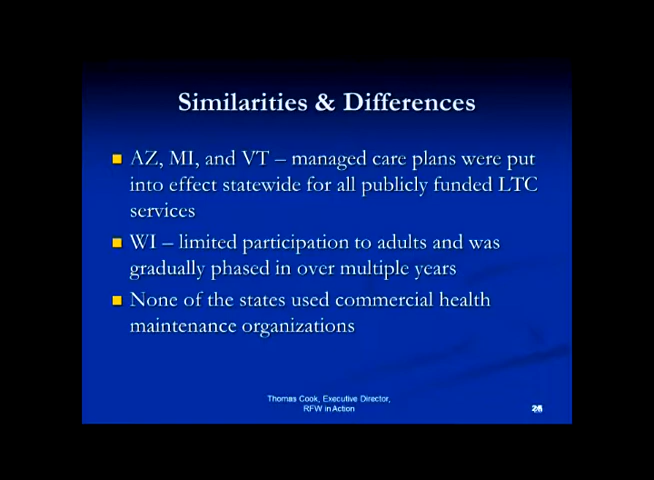 Similarities & Differences
AZ, MI, and VT – managed care plans were put
into effect statewide for all publicly funded LTC
services
WI – limited participation to adults and was
gradually phased in over multiple years
None of the states used commercial health
maintenance organizations
Thomas Cook, Executive Director,
RFW in Action